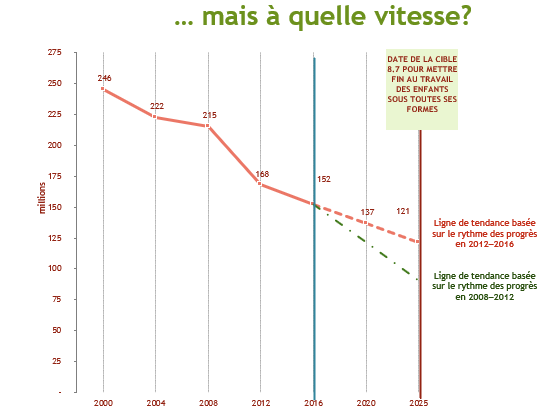 ... mais à quelle vitesse?
275
250
225
200
175
150
125
100
75
50
25
-
millions
246
222
215
168
152
137
121
DATE DE LA CIBLE
8.7 POUR METTRE
FIN AU TRAVAIL
DES ENFANTS
SOUS TOUTES SES
FORMES
Ligne de tendance basée
sur le rythme des progrès
en 2012–2016
Ligne de tendance basée
sur le rythme des progrès
en 2008–2012
2000 2004 2008 2012 2016 2020 2025